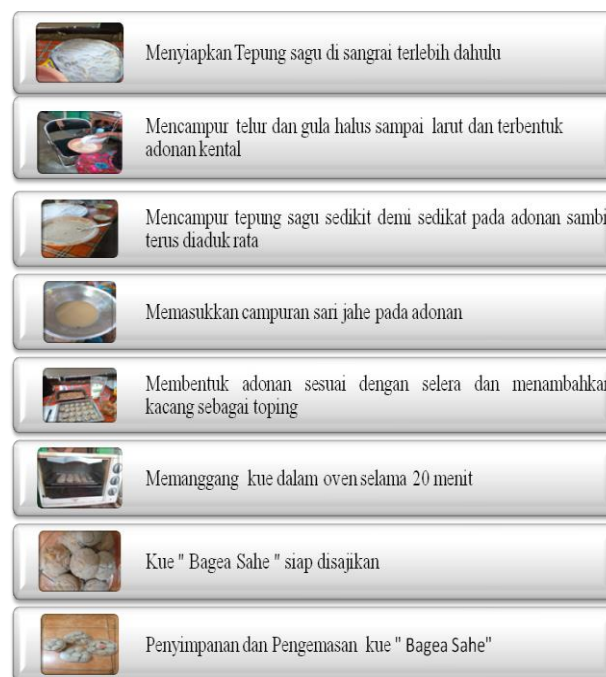 Menyiapkan Tepung sagu di sangrai terlebih dahulu
Mencampur telur dan gula halus sampai larut dan terbentuk
adonan kental
Mencampur tepung sagu sedikit demi sedikat pada adonan sambi
terus diaduk rata
Memasukkan campuran sari jahe pada adonan
Membentuk adonan sesuai dengan selera dan menambahkan
kacang sebagai toping
Memanggang kue dalam oven selama 20 menit
Kue " Bagea Sahe " siap disajikan
Penyimpanan dan Pengemasan kue " Bagea Sahe"